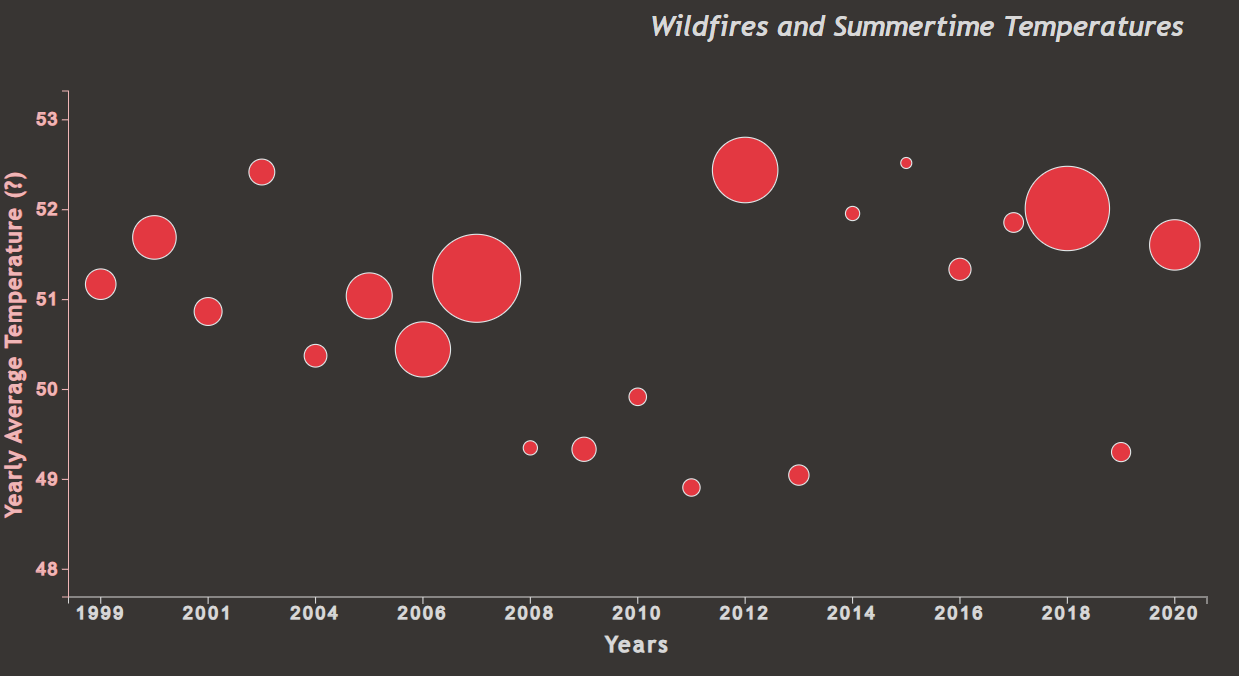 Wildfires and Summertime Temperatures
Yearly Average Temperature (?)
53
52
51
50
49
48
1999 2001 2004 2006 2008 2010 2012 2014 2016 2018 2020
Years